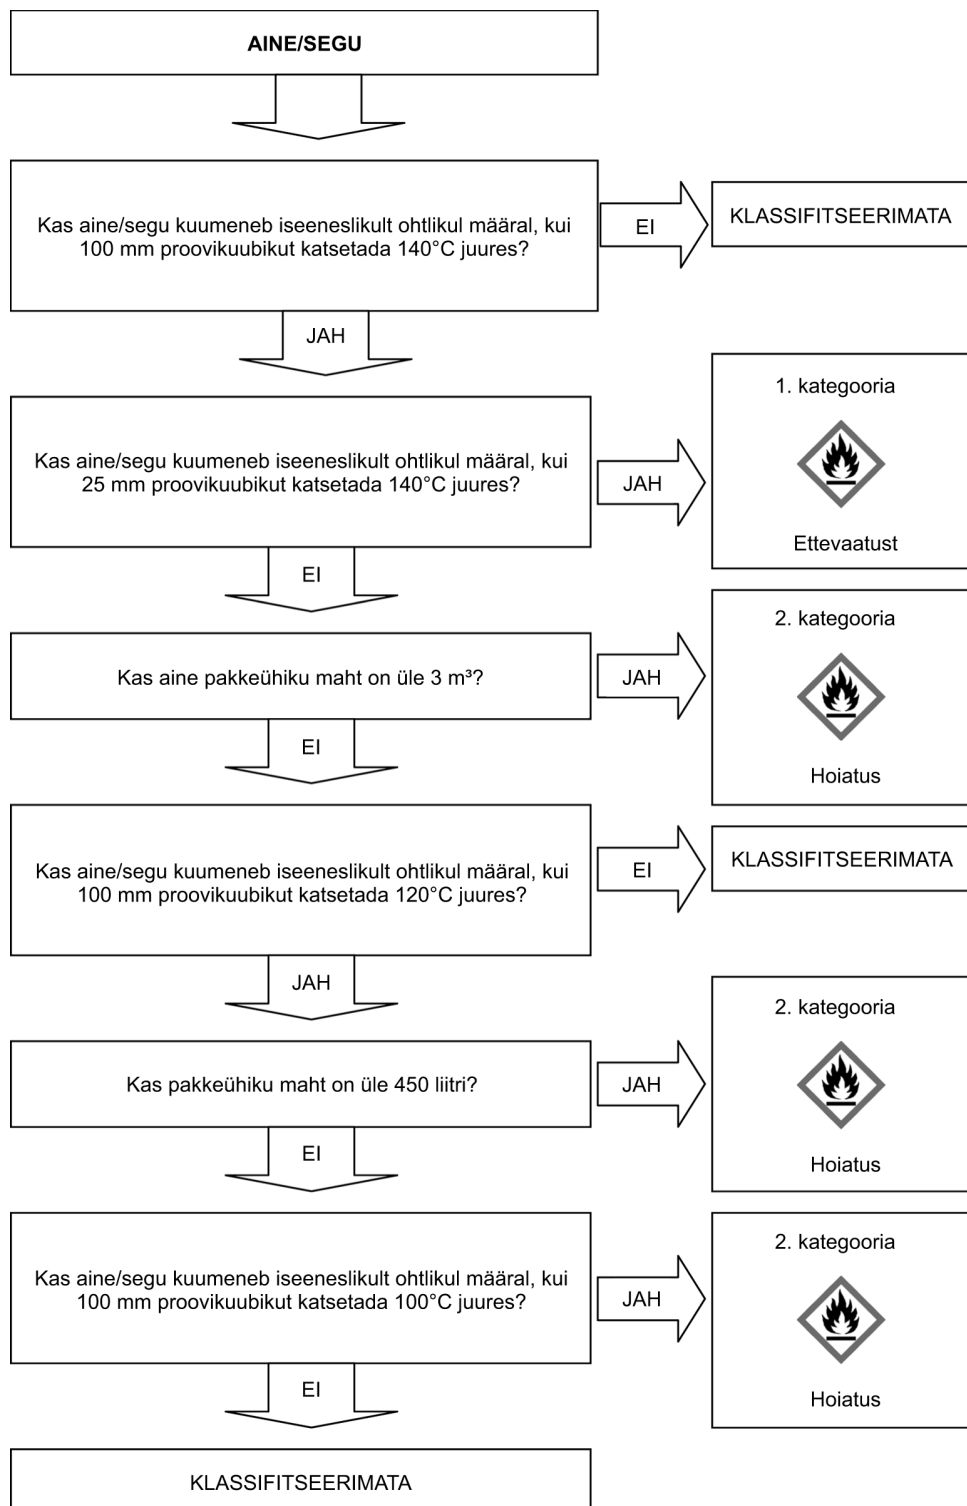 AINE/SEGU
Kas aine/segu kuumeneb iseeneslikult ohtlikul määral, kui
100 mm proovikuubikut katsetada 140°C juures?
EI
KLASSIFITSEERIMATA
JAH
Kas aine/segu kuumeneb iseeneslikult ohtlikul määral, kui
25 mm proovikuubikut katsetada 140°C juures?
JAH
1. kategooria
Ettevaatust
EI
Kas aine pakkeühiku maht on üle 3 m³?
JAH
2. kategooria
Hoiatus
EI
Kas aine/segu kuumeneb iseeneslikult ohtlikul määral, kui
100 mm proovikuubikut katsetada 120°C juures?
EI
KLASSIFITSEERIMATA
JAH
Kas pakkeühiku maht on üle 450 liitri?
JAH
2. kategooria
Hoiatus
EI
Kas aine/segu kuumeneb iseeneslikult ohtlikul määral, kui
100 mm proovikuubikut katsetada 100°C juures?
JAH
2. kategooria
Hoiatus
EI
KLASSIFITSEERIMATA